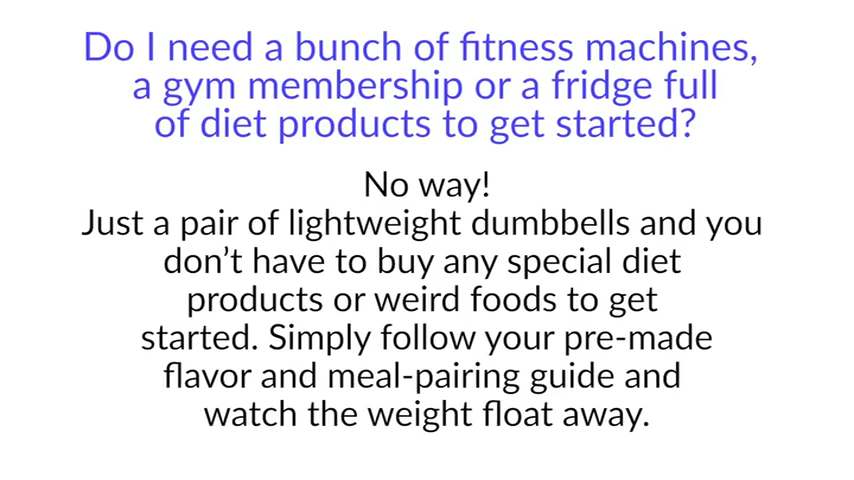 Do I need a bunch of fitness machines,
a gym membership or a fridge full
of diet products to get started?
No way!
Just a pair of lightweight dumbbells and you
don’t have to buy any special diet
products or weird foods to get
started. Simply follow your pre-made
flavor and meal-pairing guide and
watch the weight float away.